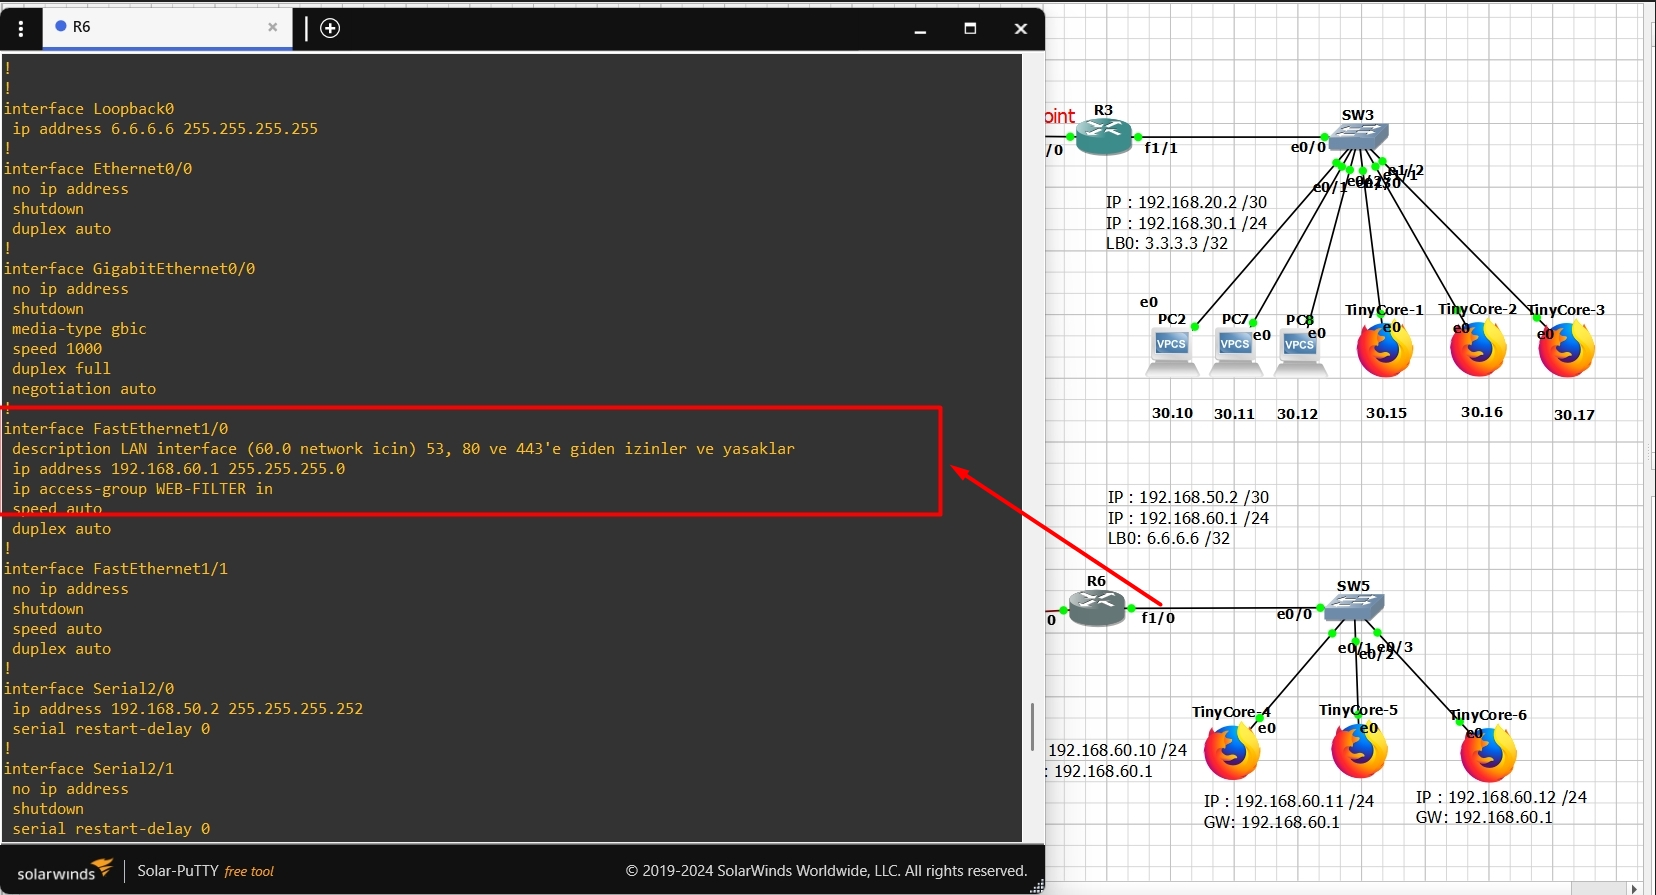 R6
!
!
interface Loopback0
ip address 6.6.6.6 255.255.255.255
!
interface Ethernet0/0
no ip address
shutdown
duplex auto
!
interface GigabitEthernet0/0
no ip address
shutdown
media-type gbic
speed 1000
duplex full
negotiation auto
!
interface FastEthernet1/0
description LAN interface (60.0 network icin) 53, 80 ve 443'e giden izinler ve yasaklar
ip address 192.168.60.1 255.255.255.0
ip access-group WEB-FILTER in
speed auto
duplex auto
!
interface FastEthernet1/1
no ip address
shutdown
speed auto
duplex auto
!
interface Serial2/0
ip address 192.168.50.2 255.255.255.252
serial restart-delay 0
!
interface Serial2/1
no ip address
shutdown
serial restart-delay 0
solarwinds
Solar-PuTTY free tool
© 2019-2024 SolarWinds Worldwide, LLC. All rights reserved.
oint
R3
SW3
/0
f1/1
e0/0
e1/2
e0/1
IP : 192.168.20.2 /30
IP : 192.168.30.1 /24
LB0: 3.3.3.3 /32
e0
PC2
PC7
PC8
TinyCore-1
TinyCore-2
TinyCore-3
e0
e0
e0
e0
e0
VPCS
VPCS
VPCS
30.10
30.11
30.12
30.15
30.16
30.17
IP : 192.168.50.2 /30
IP : 192.168.60.1 /24
LB0: 6.6.6.6 /32
R6
SW5
0
f1/0
e0/0
e0/1
e0/2
e0/3
TinyCore-4
TinyCore-5
TinyCore-6
e0
e0
e0
192.168.60.10 /24
: 192.168.60.1
IP : 192.168.60.11 /24
GW: 192.168.60.1
IP : 192.168.60.12 /24
GW: 192.168.60.1